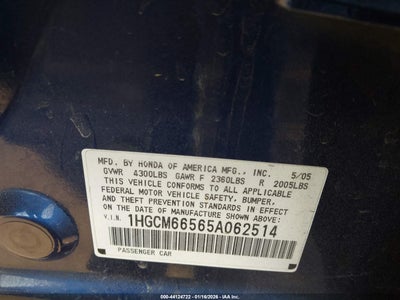 MFD. BY HONDA OF AMERICA MFG., INC. 5/05
GVWR 4300LBS GAWR F 2360LBS R 2005LBS
THIS VEHICLE CONFORMS TO ALL APPLICABLE
FEDERAL MOTOR VEHICLE SAFETY, BUMPER,
AND THEFT PREVENTION STANDARDS IN EFFECT
ON THE DATE OF MANUFACTURE SHOWN ABOVE.
V.I.N. 1HGCM66565A062514
PASSENGER CAR
000-44124722 - 01/16/2026 - IAA